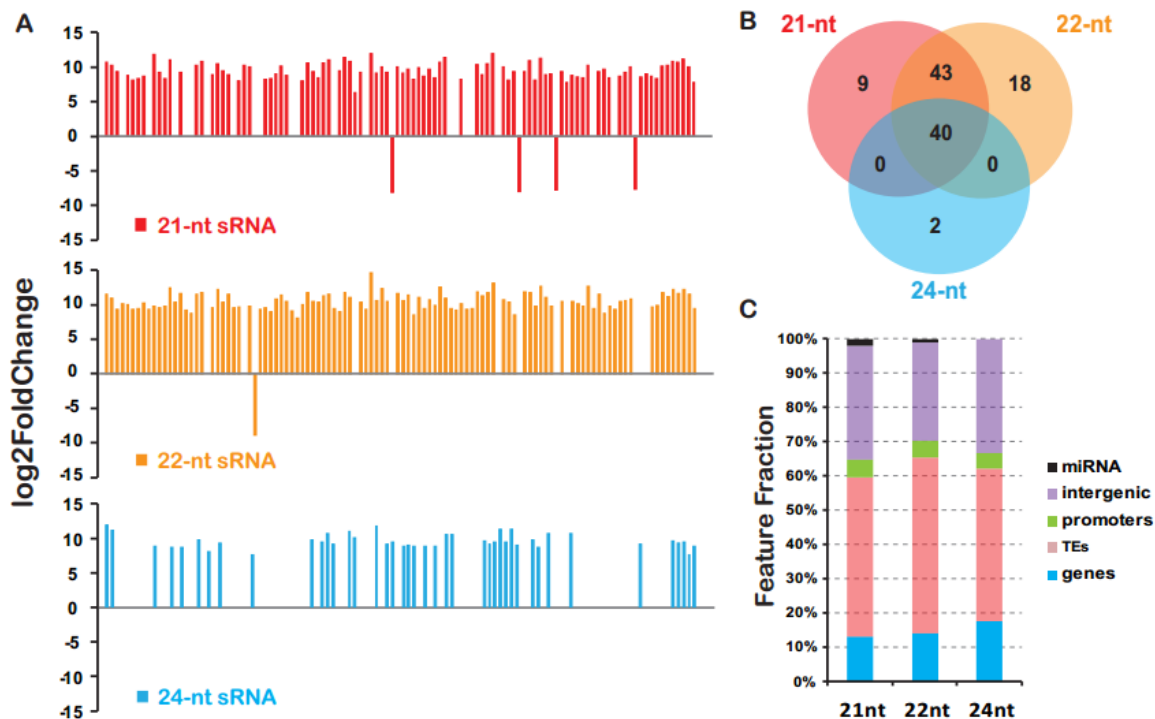 A
log2FoldChange
15
10
5
0
-5
-10
-15
21-nt sRNA
15
10
5
0
-5
-10
-15
22-nt sRNA
15
10
5
0
-5
-10
15
24-nt sRNA
B
21-nt
22-nt
9
43
18
40
0
0
2
24-nt
C
Feature Fraction
100%
90%
80%
70%
60%
50%
40%
30%
20%
10%
0%
21nt 22nt 24nt
miRNA
intergenic
promoters
TEs
genes